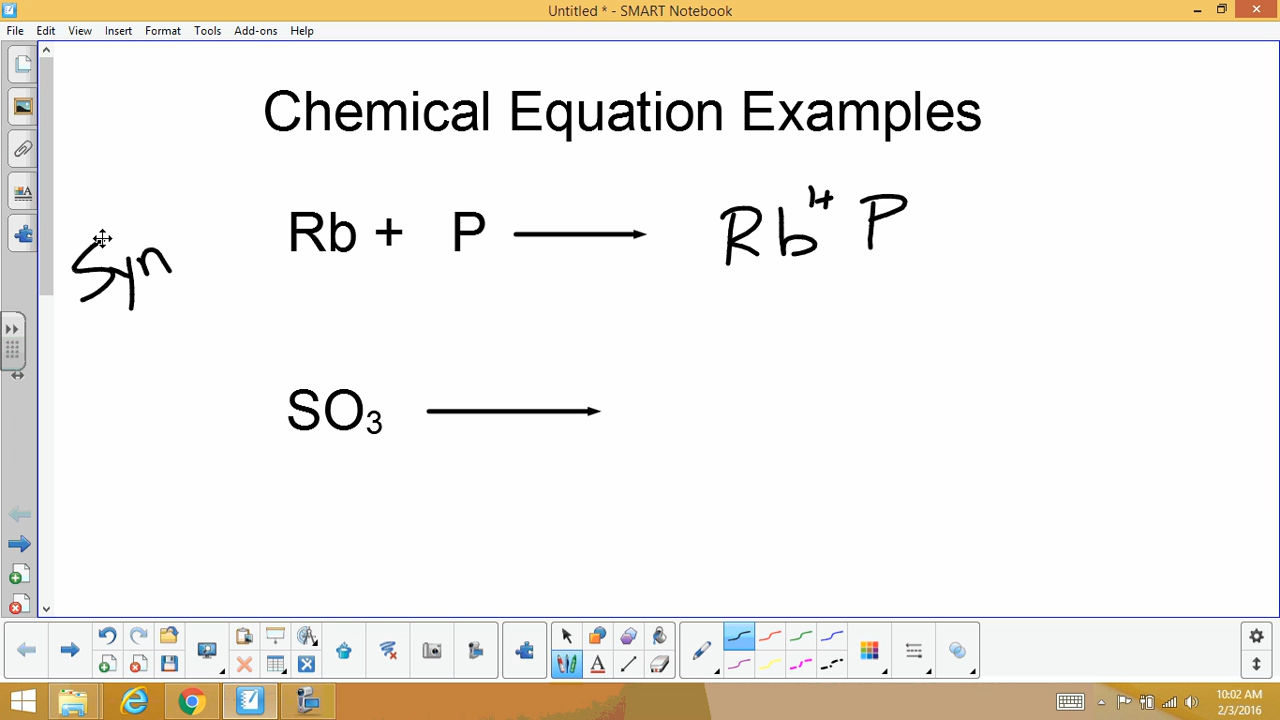 Untitled * - SMART Notebook
File Edit View Insert Format Tools Add-ons Help
Chemical Equation Examples
Rb + P Rb¹⁺ P
Syn
SO₃
10:02 AM
2/3/2016